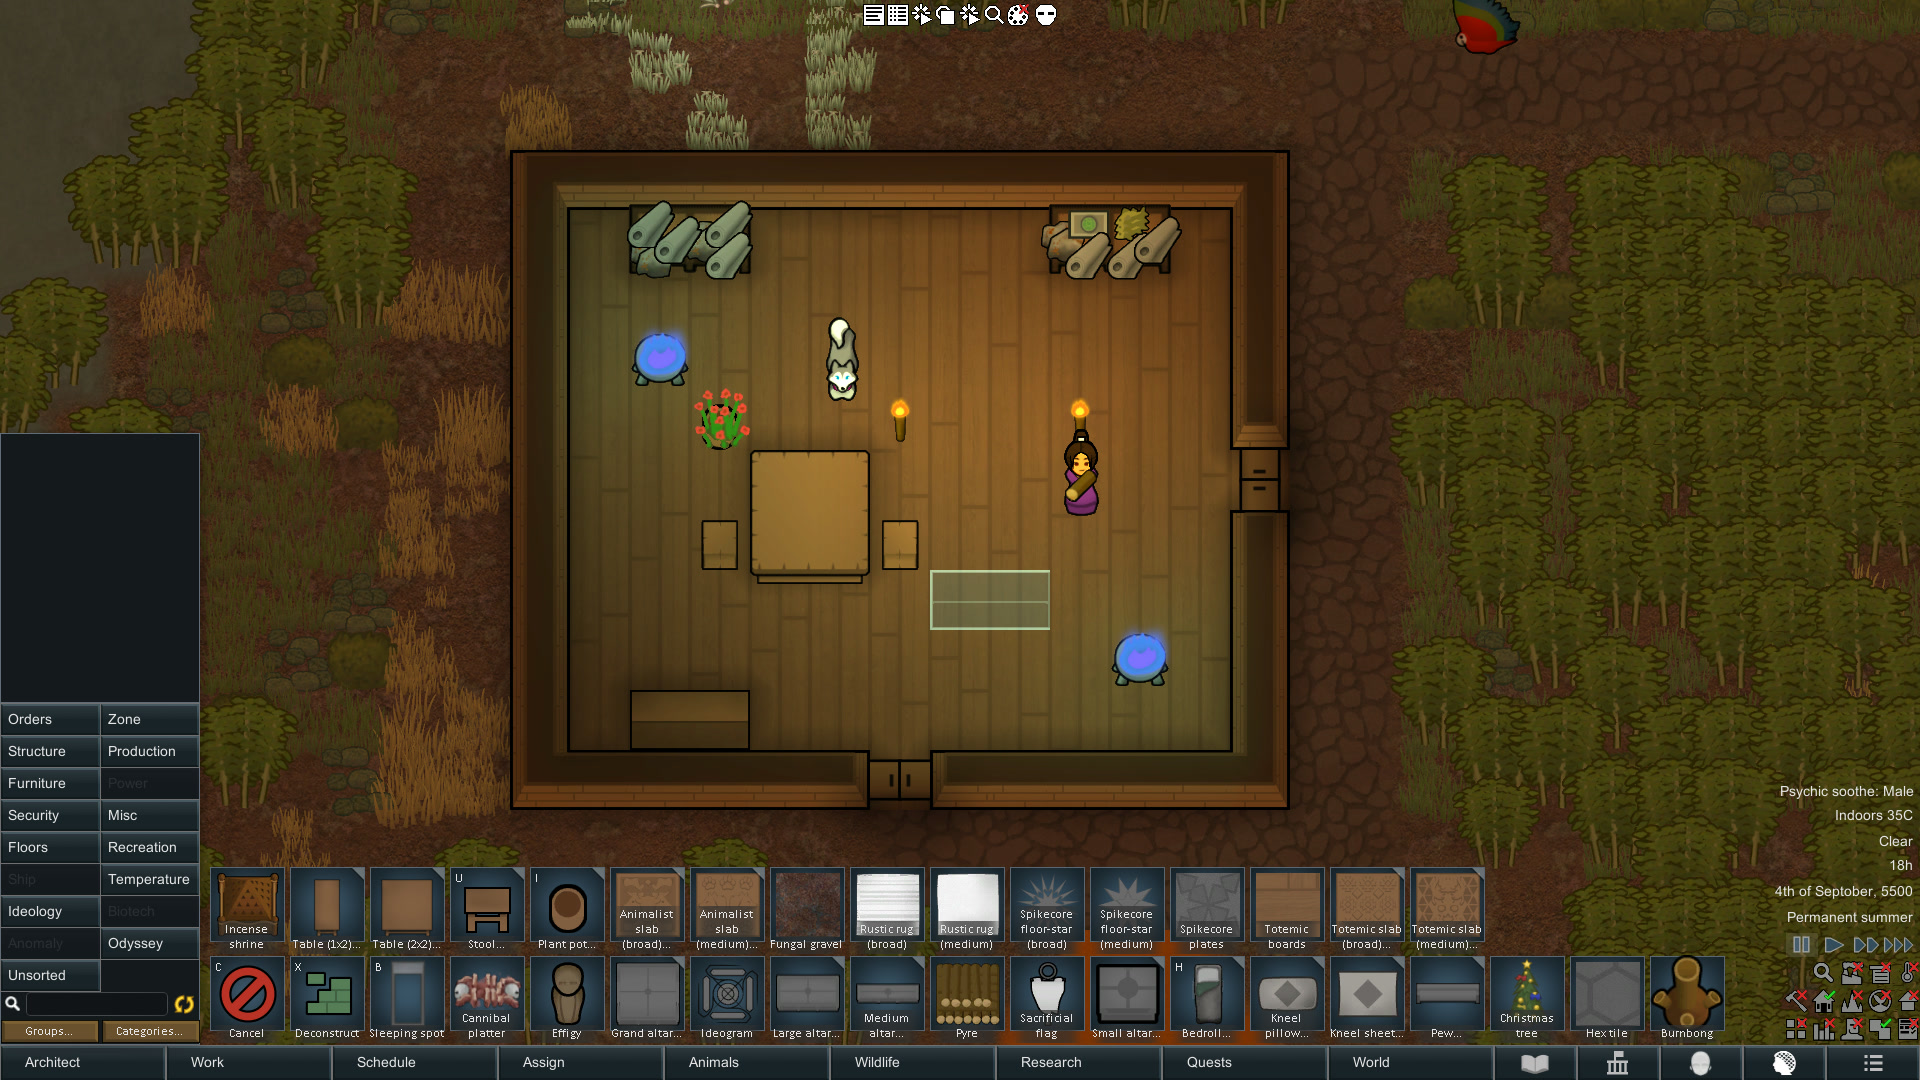 Psychic soothe: Male
Indoors 35C
Clear
18h
4th of Septober, 5500
Permanent summer
Orders
Zone
Structure
Production
Furniture
Power
Security
Misc
Floors
Recreation
Ship
Temperature
Ideology
Biotech
Anomaly
Odyssey
Unsorted
Groups...
Categories...
Incense
shrine
Table (1x2)...
Table (2x2)...
U
Stool...
I
Plant pot...
Animalist
slab
(broad)...
Animalist
slab
(medium)...
Fungal gravel
Rustic rug
(broad)
Rustic rug
(medium)
Spikecore
floor-star
(broad)
Spikecore
floor-star
(medium)
Spikecore
plates
Totemic
boards
Totemic slab
(broad)...
Totemic slab
(medium)...
C
Cancel
X
Deconstruct
B
Sleeping spot
Cannibal
platter
Effigy
Grand altar...
Ideogram
Large altar...
Medium
altar...
Pyre
Sacrificial
flag
Small altar...
H
Bedroll...
Kneel
pillow...
Kneel sheet...
Pew...
Christmas
tree
Hex tile
Burnbong
Architect
Work
Schedule
Assign
Animals
Wildlife
Research
Quests
World